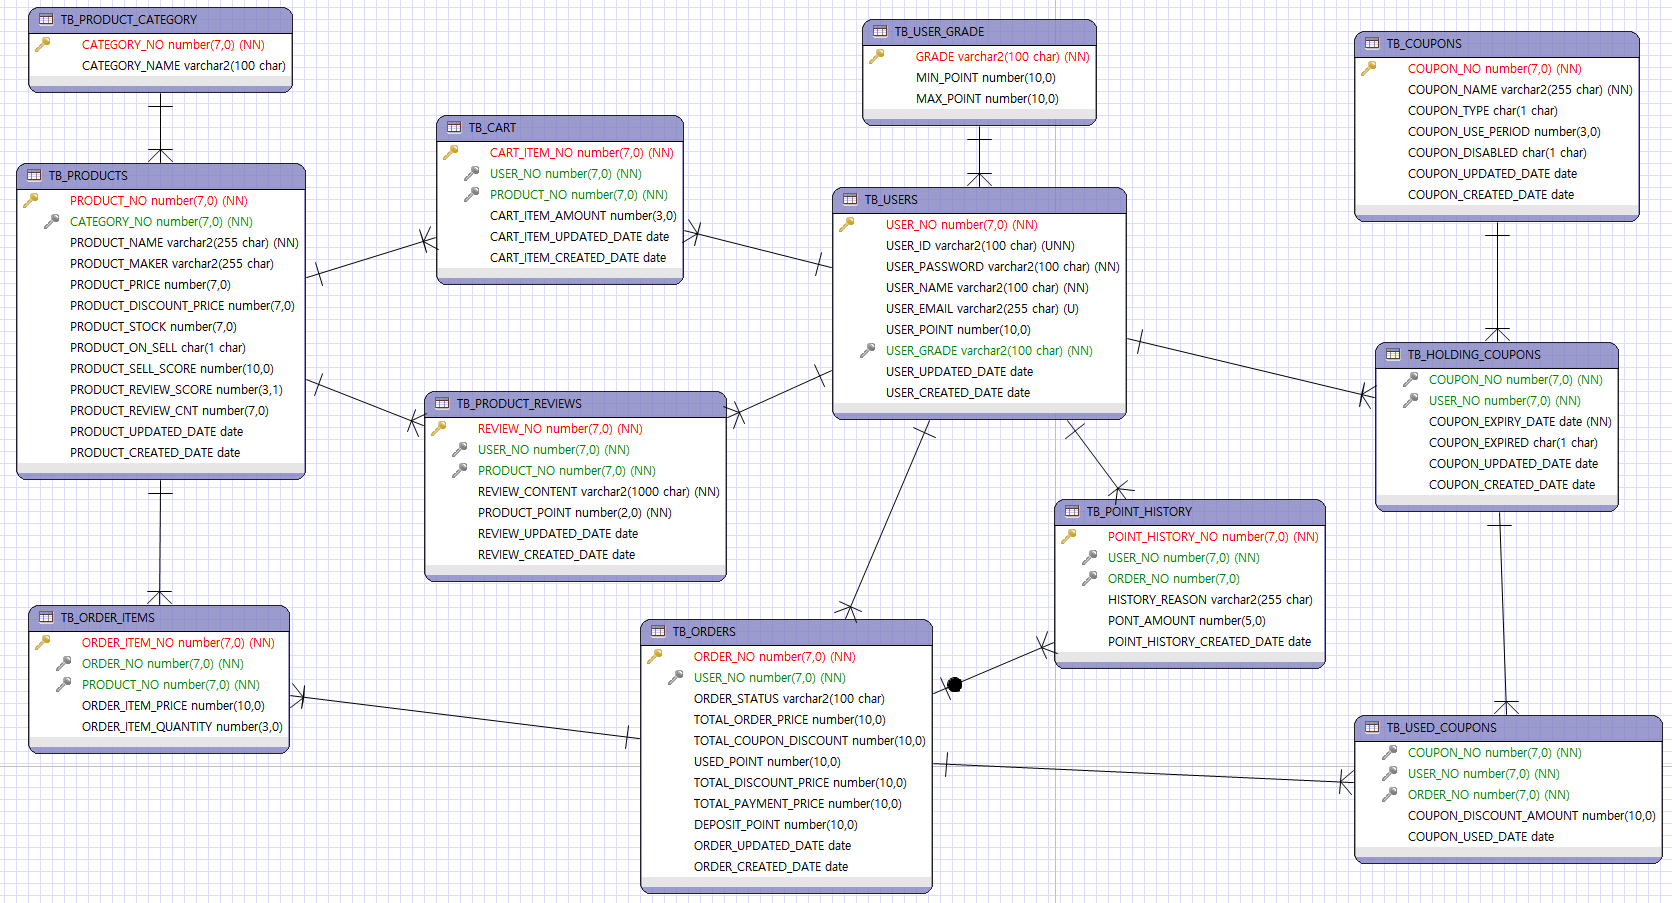 TB_PRODUCT_CATEGORY
CATEGORY_NO number(7,0) (NN)
CATEGORY_NAME varchar2(100 char)
TB_USER_GRADE
GRADE varchar2(100 char) (NN)
MIN_POINT number(10,0)
MAX_POINT number(10,0)
TB_COUPONS
COUPON_NO number(7,0) (NN)
COUPON_NAME varchar2(255 char) (NN)
COUPON_TYPE char(1 char)
COUPON_USE_PERIOD number(3,0)
COUPON_DISABLED char(1 char)
COUPON_UPDATED_DATE date
COUPON_CREATED_DATE date
TB_CART
CART_ITEM_NO number(7,0) (NN)
USER_NO number(7,0) (NN)
PRODUCT_NO number(7,0) (NN)
CART_ITEM_AMOUNT number(3,0)
CART_ITEM_UPDATED_DATE date
CART_ITEM_CREATED_DATE date
TB_PRODUCTS
PRODUCT_NO number(7,0) (NN)
CATEGORY_NO number(7,0) (NN)
PRODUCT_NAME varchar2(255 char) (NN)
PRODUCT_MAKER varchar2(255 char)
PRODUCT_PRICE number(7,0)
PRODUCT_DISCOUNT_PRICE number(7,0)
PRODUCT_STOCK number(7,0)
PRODUCT_ON_SELL char(1 char)
PRODUCT_SELL_SCORE number(10,0)
PRODUCT_REVIEW_SCORE number(3,1)
PRODUCT_REVIEW_CNT number(7,0)
PRODUCT_UPDATED_DATE date
PRODUCT_CREATED_DATE date
TB_USERS
USER_NO number(7,0) (NN)
USER_ID varchar2(100 char) (UNN)
USER_PASSWORD varchar2(100 char) (NN)
USER_NAME varchar2(100 char) (NN)
USER_EMAIL varchar2(255 char) (U)
USER_POINT number(10,0)
USER_GRADE varchar2(100 char) (NN)
USER_UPDATED_DATE date
USER_CREATED_DATE date
TB_HOLDING_COUPONS
COUPON_NO number(7,0) (NN)
USER_NO number(7,0) (NN)
COUPON_EXPIRY_DATE date (NN)
COUPON_EXPIRED char(1 char)
COUPON_UPDATED_DATE date
COUPON_CREATED_DATE date
TB_PRODUCT_REVIEWS
REVIEW_NO number(7,0) (NN)
USER_NO number(7,0) (NN)
PRODUCT_NO number(7,0) (NN)
REVIEW_CONTENT varchar2(1000 char) (NN)
PRODUCT_POINT number(2,0) (NN)
REVIEW_UPDATED_DATE date
REVIEW_CREATED_DATE date
TB_POINT_HISTORY
POINT_HISTORY_NO number(7,0) (NN)
USER_NO number(7,0) (NN)
ORDER_NO number(7,0)
HISTORY_REASON varchar2(255 char)
PONT_AMOUNT number(5,0)
POINT_HISTORY_CREATED_DATE date
TB_ORDER_ITEMS
ORDER_ITEM_NO number(7,0) (NN)
ORDER_NO number(7,0) (NN)
PRODUCT_NO number(7,0) (NN)
ORDER_ITEM_PRICE number(10,0)
ORDER_ITEM_QUANTITY number(3,0)
TB_ORDERS
ORDER_NO number(7,0) (NN)
USER_NO number(7,0) (NN)
ORDER_STATUS varchar2(100 char)
TOTAL_ORDER_PRICE number(10,0)
TOTAL_COUPON_DISCOUNT number(10,0)
USED_POINT number(10,0)
TOTAL_DISCOUNT_PRICE number(10,0)
TOTAL_PAYMENT_PRICE number(10,0)
DEPOSIT_POINT number(10,0)
ORDER_UPDATED_DATE date
ORDER_CREATED_DATE date
TB_USED_COUPONS
COUPON_NO number(7,0) (NN)
USER_NO number(7,0) (NN)
ORDER_NO number(7,0) (NN)
COUPON_DISCOUNT_AMOUNT number(10,0)
COUPON_USED_DATE date